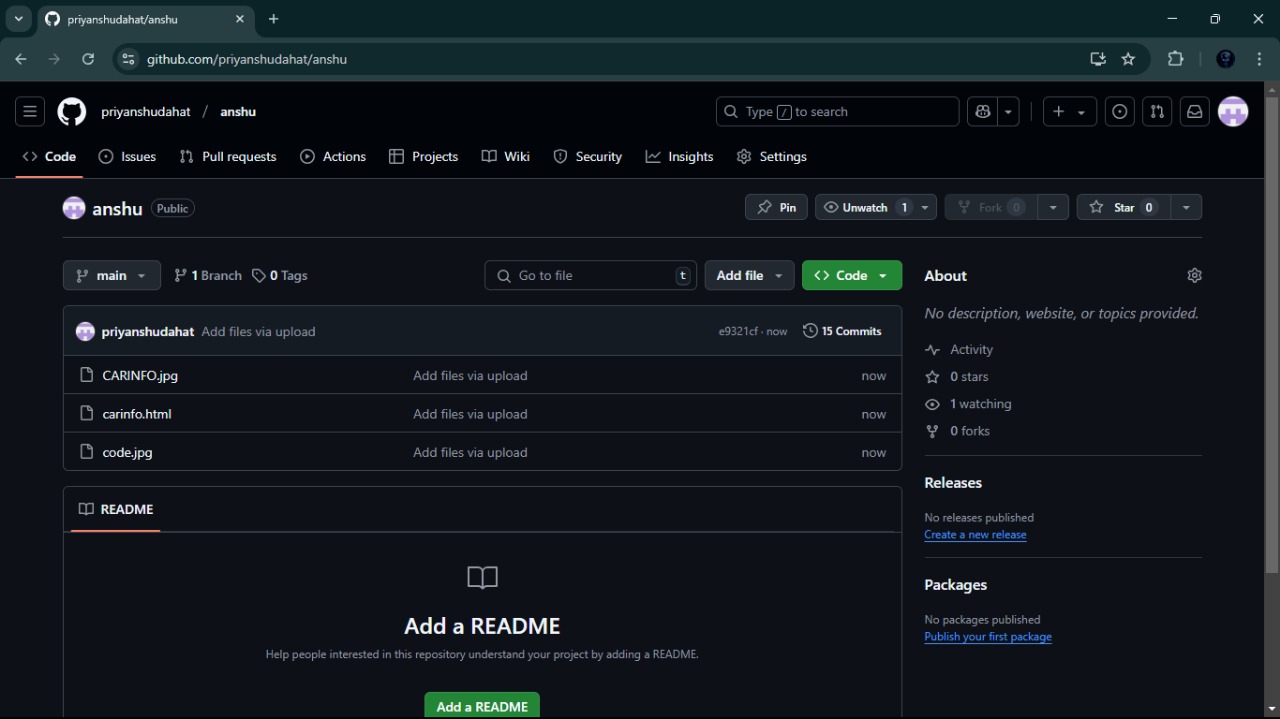 priyanshudahat/anshu
github.com/priyanshudahat/anshu
priyanshudahat / anshu
Type / to search
Code Issues Pull requests Actions Projects Wiki Security Insights Settings
anshu Public
Pin Unwatch 1 Fork 0 Star 0
main 1 Branch 0 Tags Go to file t Add file Code
priyanshudahat Add files via upload e9321cf · now 15 Commits
CARINFO.jpg Add files via upload now
carinfo.html Add files via upload now
code.jpg Add files via upload now
README
Add a README
Help people interested in this repository understand your project by adding a README.
Add a README
About
No description, website, or topics provided.
Activity
0 stars
1 watching
0 forks
Releases
No releases published
Create a new release
Packages
No packages published
Publish your first package